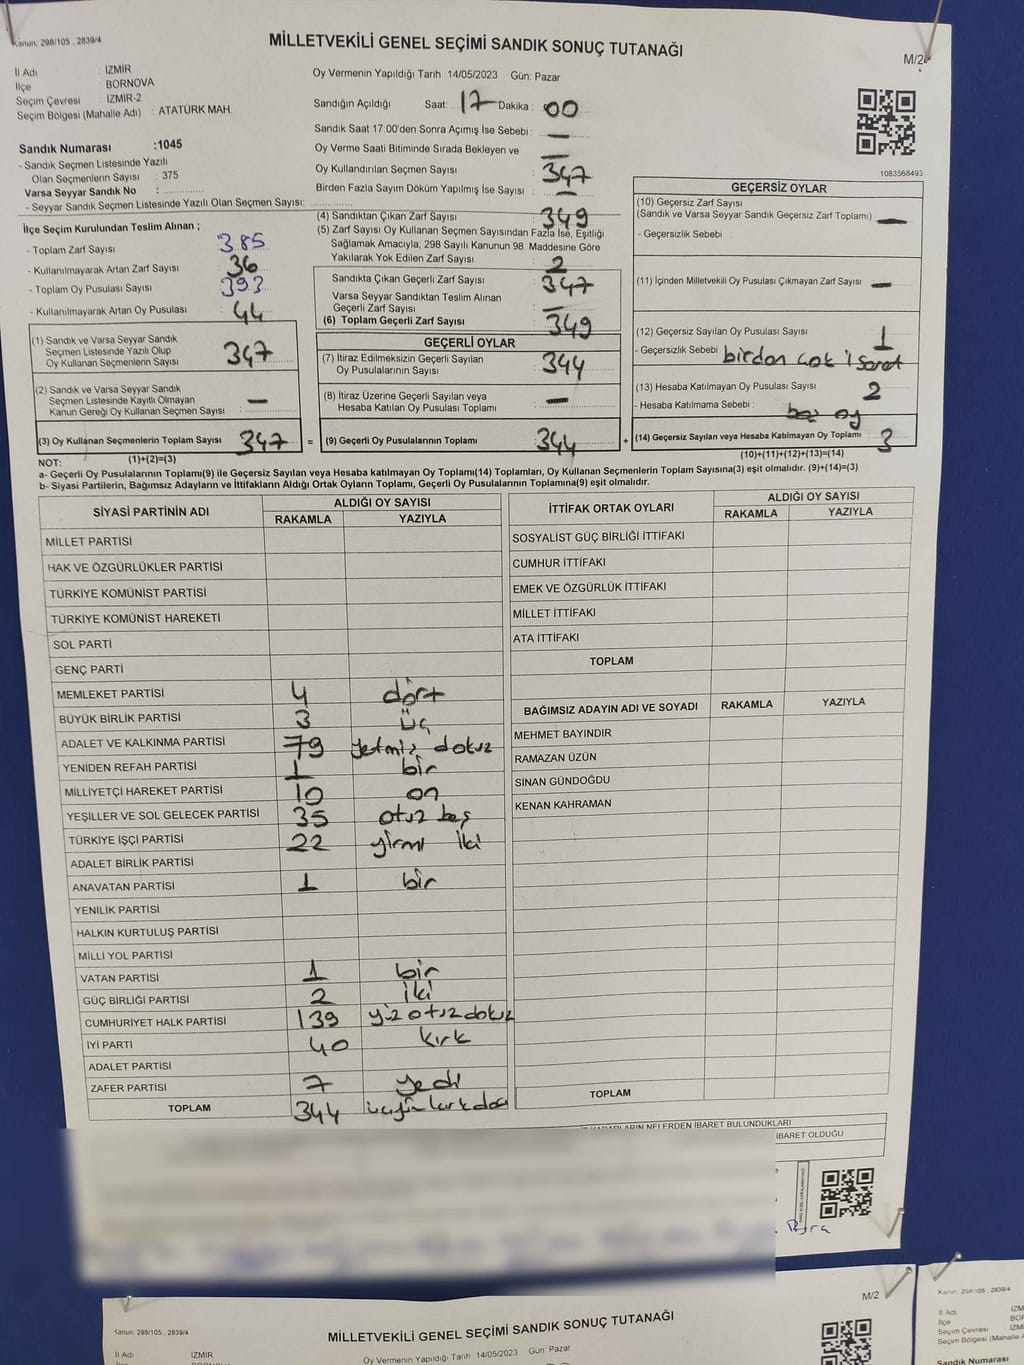 Kanun: 298/105 , 2839/4
MİLLETVEKİLİ GENEL SEÇİMİ SANDIK SONUÇ TUTANAĞI
M/2
İl Adı : İZMİR
İlçe : BORNOVA
Seçim Çevresi : İZMİR-2
Seçim Bölgesi (Mahalle Adı) : ATATÜRK MAH.
Sandık Numarası :1045
- Sandık Seçmen Listesinde Yazılı
Olan Seçmenlerin Sayısı : 375
Varsa Seyyar Sandık No :
- Seyyar Sandık Seçmen Listesinde Yazılı Olan Seçmen Sayısı:
Oy Vermenin Yapıldığı Tarih : 14/05/2023 Gün: Pazar
Sandığın Açıldığı Saat: 17 Dakika : 00
Sandık Saat 17.00'den Sonra Açımış İse Sebebi : —
Oy Verme Saati Bitiminde Sırada Bekleyen ve
Oy Kullandırılan Seçmen Sayısı : 347
Birden Fazla Sayım Döküm Yapılmış İse Sayısı : —
1083568493
İlçe Seçim Kurulundan Teslim Alınan ;
- Toplam Zarf Sayısı : 385
- Kullanılmayarak Artan Zarf Sayısı : 36
- Toplam Oy Pusulası Sayısı : 393
- Kullanılmayarak Artan Oy Pusulası : 44
(1) Sandık ve Varsa Seyyar Sandık
Seçmen Listesinde Yazılı Olup
Oy Kullanan Seçmenlerin Sayısı : 347
(2) Sandık ve Varsa Seyyar Sandık
Seçmen Listesinde Kayıtlı Olmayan
Kanun Gereği Oy Kullanan Seçmen Sayısı : —
(3) Oy Kullanan Seçmenlerin Toplam Sayısı 347 =
(4) Sandıktan Çıkan Zarf Sayısı : 349
(5) Zarf Sayısı Oy Kullanan Seçmen Sayısından Fazla İse, Eşitliği
Sağlamak Amacıyla, 298 Sayılı Kanunun 98. Maddesine Göre
Yakılarak Yok Edilen Zarf Sayısı : 2
Sandıkta Çıkan Geçerli Zarf Sayısı : 347
Varsa Seyyar Sandıktan Teslim Alınan
Geçerli Zarf Sayısı : —
(6) Toplam Geçerli Zarf Sayısı : 349
GEÇERLİ OYLAR
(7) İtiraz Edilmeksizin Geçerli Sayılan
Oy Pusulalarının Sayısı : 344
(8) İtiraz Üzerine Geçerli Sayılan veya
Hesaba Katılan Oy Pusulası Toplamı : —
(9) Geçerli Oy Pusulalarının Toplamı : 344 +
GEÇERSİZ OYLAR
(10) Geçersiz Zarf Sayısı
(Sandık ve Varsa Seyyar Sandık Geçersiz Zarf Toplamı) : —
- Geçersizlik Sebebi :
(11) İçinden Milletvekili Oy Pusulası Çıkmayan Zarf Sayısı : —
(12) Geçersiz Sayılan Oy Pusulası Sayısı : 1
- Geçersizlik Sebebi : birden çok işaret
(13) Hesaba Katılmayan Oy Pusulası Sayısı : 2
- Hesaba Katılmama Sebebi : oy
(14) Geçersiz Sayılan veya Hesaba Katılmayan Oy Toplamı : 3
(1)+(2)=(3)
(10)+(11)+(12)+(13)=(14)
NOT:
a- Geçerli Oy Pusulalarının Toplamı(9) ile Geçersiz Sayılan veya Hesaba katılmayan Oy Toplamı(14) Toplamları, Oy Kullanan Seçmenlerin Toplam Sayısına(3) eşit olmalıdır. (9)+(14)=(3)
b- Siyasi Partilerin, Bağımsız Adayların ve İttifakların Aldığı Ortak Oyların Toplamı, Geçerli Oy Pusulalarının Toplamına(9) eşit olmalıdır.
SİYASİ PARTİNİN ADI ALDIĞI OY SAYISI
RAKAMLA YAZIYLA
MİLLET PARTİSİ
HAK VE ÖZGÜRLÜKLER PARTİSİ
TÜRKİYE KOMÜNİST PARTİSİ
TÜRKİYE KOMÜNİST HAREKETİ
SOL PARTİ
GENÇ PARTİ
MEMLEKET PARTİSİ 4 dört
BÜYÜK BİRLİK PARTİSİ 3 üç
ADALET VE KALKINMA PARTİSİ 79 yetmiş dokuz
YENİDEN REFAH PARTİSİ 1 bir
MİLLİYETÇİ HAREKET PARTİSİ 10 on
YEŞİLLER VE SOL GELECEK PARTİSİ 35 otuz beş
TÜRKİYE İŞÇİ PARTİSİ 22 yirmi iki
ADALET BİRLİK PARTİSİ
ANAVATAN PARTİSİ 1 bir
YENİLİK PARTİSİ
HALKIN KURTULUŞ PARTİSİ
MİLLİ YOL PARTİSİ
VATAN PARTİSİ 1 bir
GÜÇ BİRLİĞİ PARTİSİ 2 iki
CUMHURİYET HALK PARTİSİ 139 yüz otuz dokuz
İYİ PARTİ 40 kırk
ADALET PARTİSİ
ZAFER PARTİSİ 7 yedi
TOPLAM 344
İTTİFAK ORTAK OYLARI ALDIĞI OY SAYISI
RAKAMLA YAZIYLA
SOSYALİST GÜÇ BİRLİĞİ İTTİFAKI
CUMHUR İTTİFAKI
EMEK VE ÖZGÜRLÜK İTTİFAKI
MİLLET İTTİFAKI
ATA İTTİFAKI
TOPLAM
BAĞIMSIZ ADAYIN ADI VE SOYADI RAKAMLA YAZIYLA
MEHMET BAYINDIR
RAMAZAN ÜZÜN
SİNAN GÜNDOĞDU
KENAN KAHRAMAN
TOPLAM
NELERDEN İBARET BULUNDUKLARI
İBARET OLDUĞU
Kanun: 298/105 , 2839/4
M/2
MİLLETVEKİLİ GENEL SEÇİMİ SANDIK SONUÇ TUTANAĞI
İl Adı İZMİR
BORNOVA
Oy Vermenin Yapıldığı Tarih : 14/05/2023 Gün: Pazar
Kanun: 298/105 , 2839/4
İl Adı
İlçe
Seçim Çevresi
Seçim Bölgesi (Mahalle
Sandık Numarası